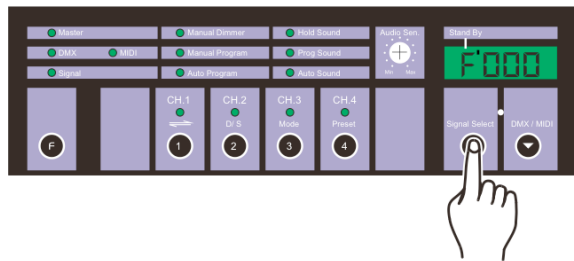 Master
Manual Dimmer
Hold Sound
Audio Sen.
Stand By
DMX
MIDI
Manual Program
Prog Sound
F'000
Signal
Auto Program
Auto Sound
Min
Max
CH.1
CH.2
CH.3
CH.4
D/ S
Mode
Preset
Signal Select
DMX / MIDI
F
1
2
3
4